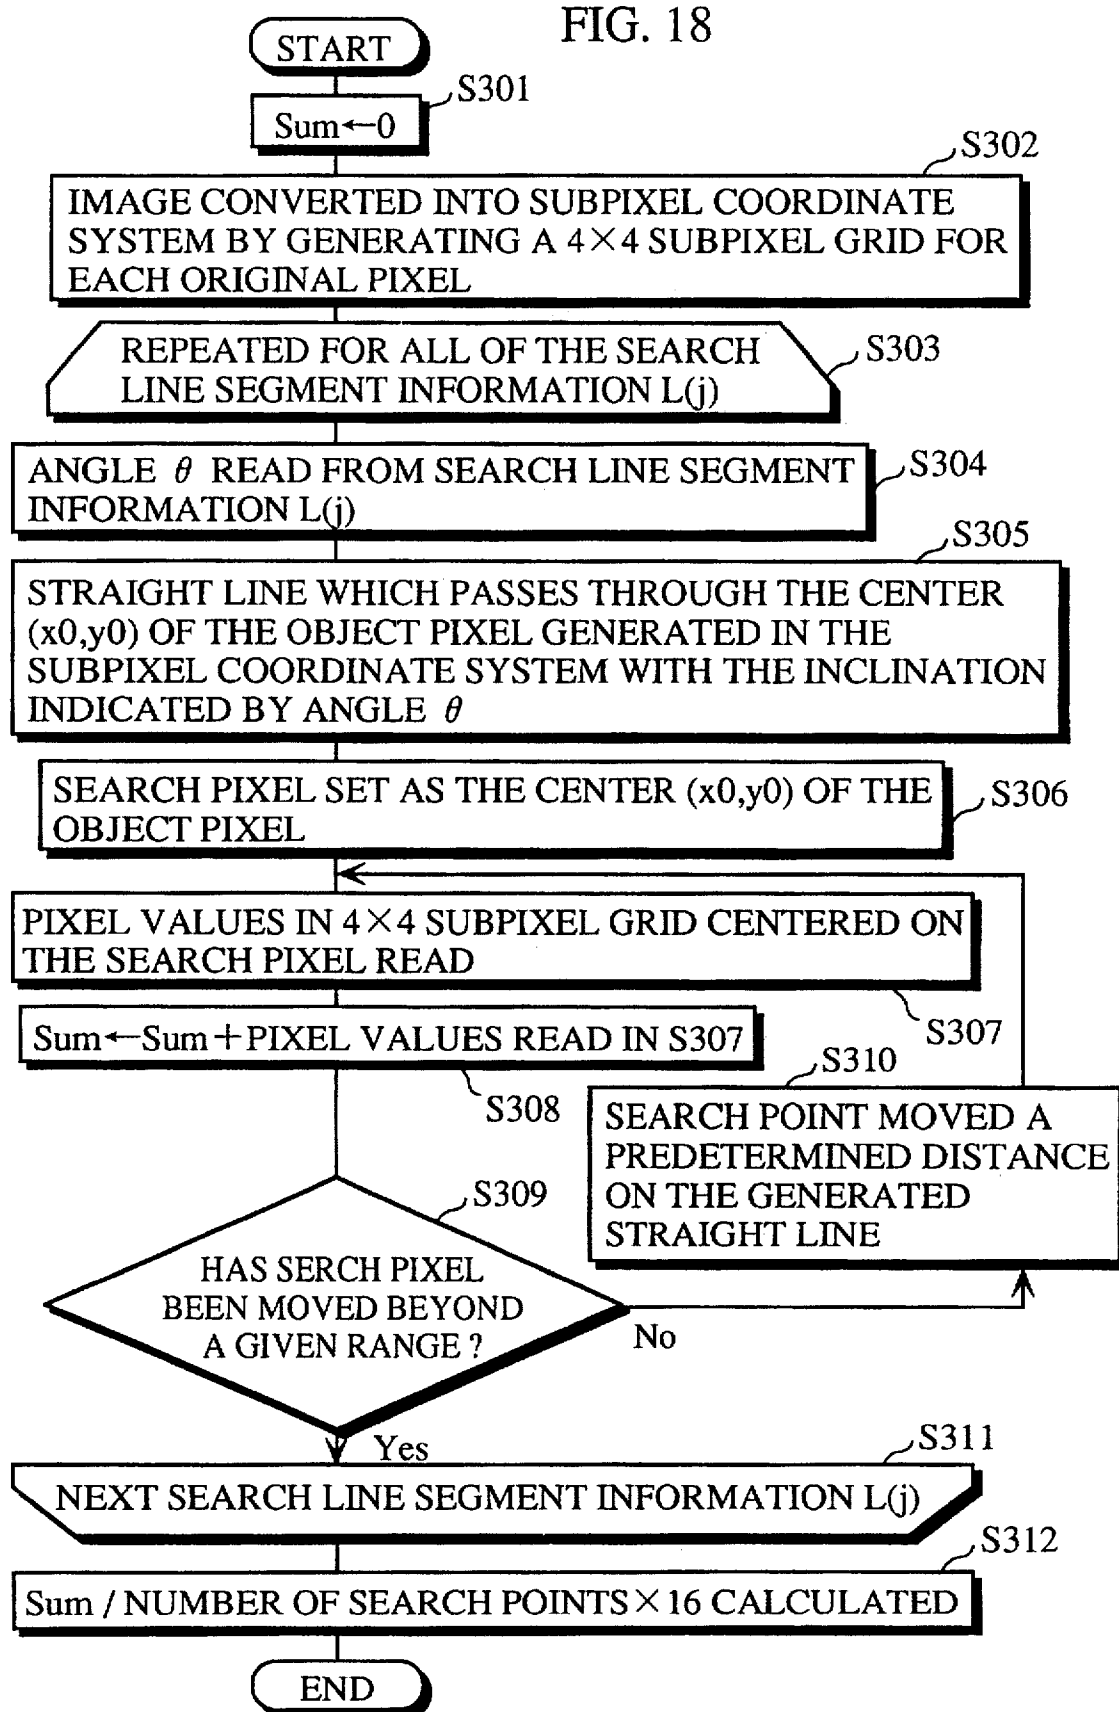 FIG. 18
START
S301
Sum←0
S302
IMAGE CONVERTED INTO SUBPIXEL COORDINATE
SYSTEM BY GENERATING A 4×4 SUBPIXEL GRID FOR
EACH ORIGINAL PIXEL
REPEATED FOR ALL OF THE SEARCH
LINE SEGMENT INFORMATION L(j)
S303
ANGLE θ READ FROM SEARCH LINE SEGMENT
INFORMATION L(j)
S304
S305
STRAIGHT LINE WHICH PASSES THROUGH THE CENTER
(x0,y0) OF THE OBJECT PIXEL GENERATED IN THE
SUBPIXEL COORDINATE SYSTEM WITH THE INCLINATION
INDICATED BY ANGLE θ
SEARCH PIXEL SET AS THE CENTER (x0,y0) OF THE
OBJECT PIXEL
S306
PIXEL VALUES IN 4×4 SUBPIXEL GRID CENTERED ON
THE SEARCH PIXEL READ
S307
Sum←Sum+PIXEL VALUES READ IN S307
S308
S310
SEARCH POINT MOVED A
PREDETERMINED DISTANCE
ON THE GENERATED
STRAIGHT LINE
S309
HAS SERCH PIXEL
BEEN MOVED BEYOND
A GIVEN RANGE ?
No
Yes
S311
NEXT SEARCH LINE SEGMENT INFORMATION L(j)
S312
Sum / NUMBER OF SEARCH POINTS×16 CALCULATED
END